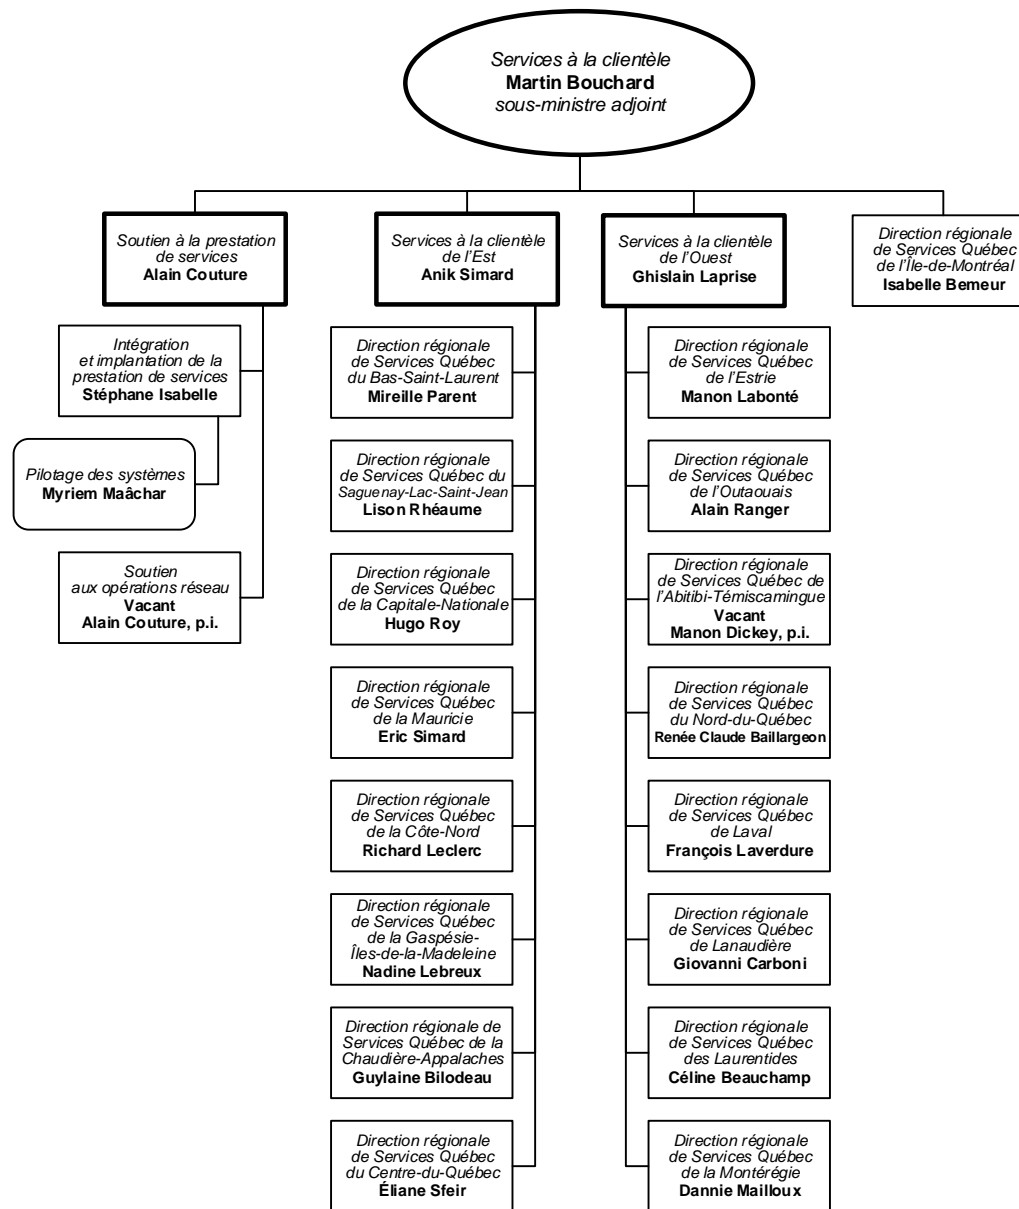 Services à la clientèle
Martin Bouchard
sous-ministre adjoint
Soutien à la prestation
de services
Alain Couture
Services à la clientèle
de l'Est
Anik Simard
Services à la clientèle
de l'Ouest
Ghislain Laprise
Direction régionale
de Services Québec
de l'Île-de-Montréal
Isabelle Bemeur
Intégration
et implantation de la
prestation de services
Stéphane Isabelle
Pilotage des systèmes
Myriem Maâchar
Soutien
aux opérations réseau
Vacant
Alain Couture, p.i.
Direction régionale
de Services Québec
du Bas-Saint-Laurent
Mireille Parent
Direction régionale
de Services Québec du
Saguenay-Lac-Saint-Jean
Lison Rhéaume
Direction régionale
de Services Québec
de la Capitale-Nationale
Hugo Roy
Direction régionale
de Services Québec
de la Mauricie
Eric Simard
Direction régionale
de Services Québec
de la Côte-Nord
Richard Leclerc
Direction régionale
de Services Québec
de la Gaspésie-
Îles-de-la-Madeleine
Nadine Lebreux
Direction régionale de
Services Québec de la
Chaudière-Appalaches
Guylaine Bilodeau
Direction régionale
de Services Québec
du Centre-du-Québec
Éliane Sfeir
Direction régionale
de Services Québec
de l'Estrie
Manon Labonté
Direction régionale
de Services Québec
de l'Outaouais
Alain Ranger
Direction régionale
de Services Québec de
l'Abitibi-Témiscamingue
Vacant
Manon Dickey, p.i.
Direction régionale
de Services Québec
du Nord-du-Québec
Renée Claude Baillargeon
Direction régionale
de Services Québec
de Laval
François Laverdure
Direction régionale
de Services Québec
de Lanaudière
Giovanni Carboni
Direction régionale
de Services Québec
des Laurentides
Céline Beauchamp
Direction régionale
de Services Québec
de la Montérégie
Dannie Mailloux